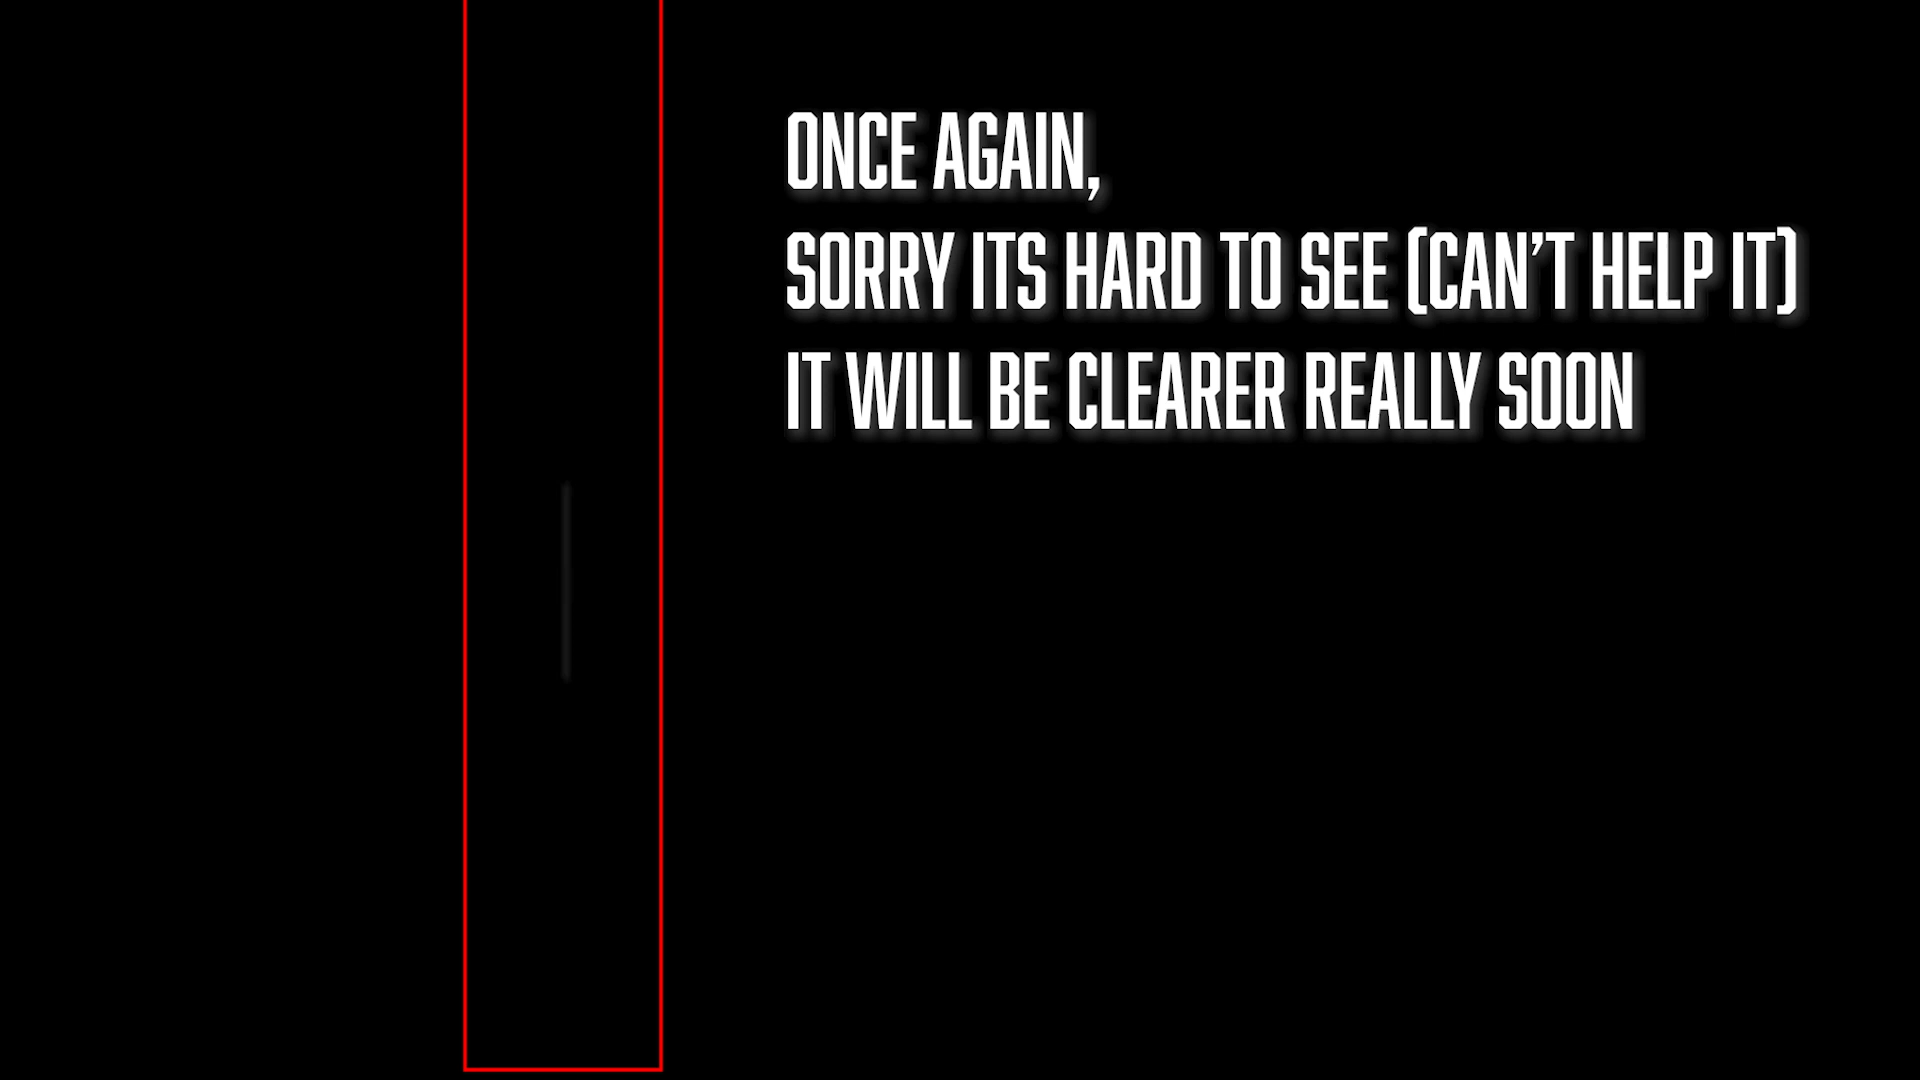 ONCE AGAIN,
SORRY ITS HARD TO SEE (CAN'T HELP IT)
IT WILL BE CLEARER REALLY SOON